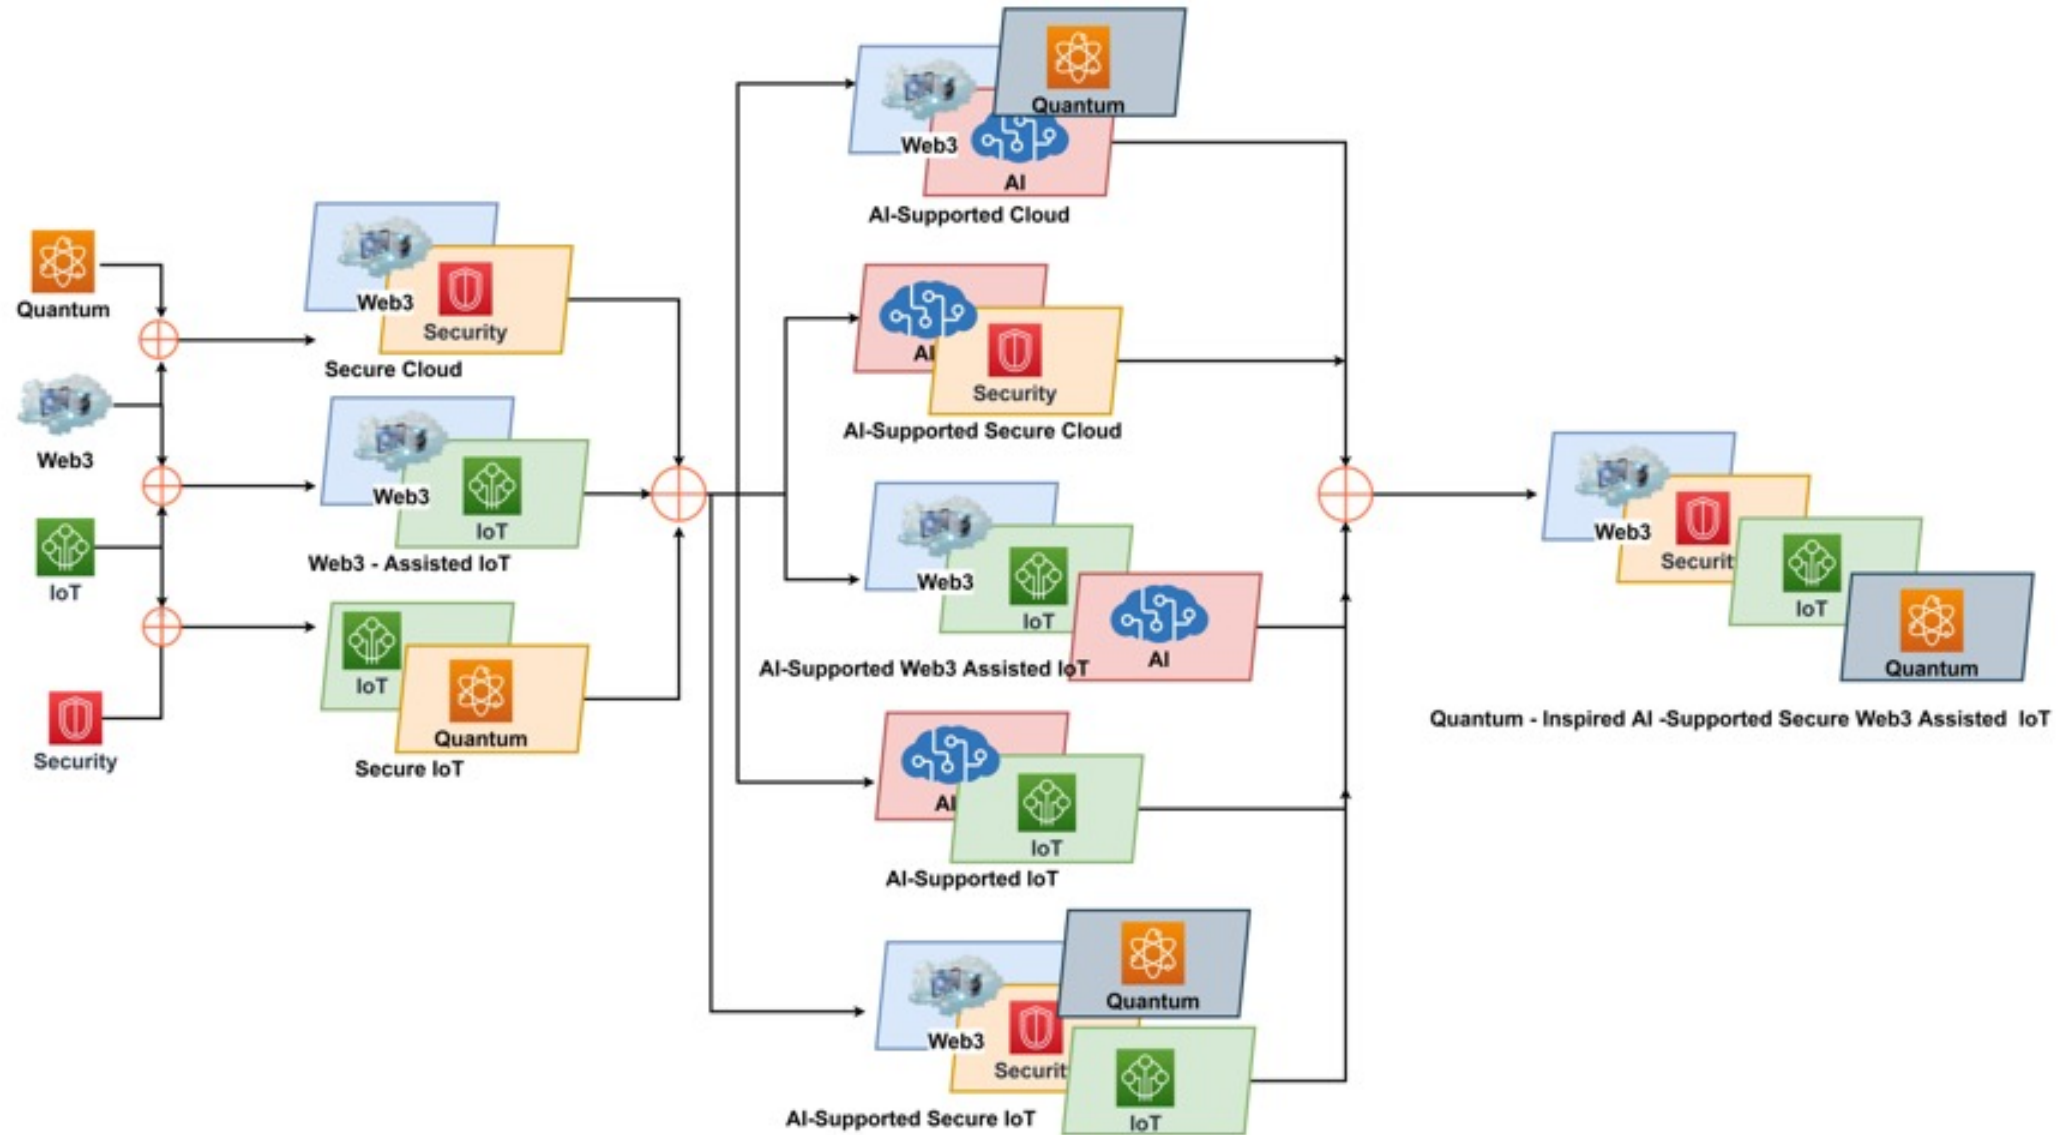 Quantum
Web3
IoT
Security
Web3
Security
Secure Cloud
Web3
IoT
Web3 - Assisted IoT
IoT
Quantum
Secure IoT
Quantum
Web3
AI
AI-Supported Cloud
AI
Security
AI-Supported Secure Cloud
Web3
IoT
AI
AI-Supported Web3 Assisted IoT
AI
IoT
AI-Supported IoT
Quantum
Web3
Securit
IoT
AI-Supported Secure IoT
Web3
Securit
IoT
Quantum
Quantum - Inspired AI -Supported Secure Web3 Assisted IoT